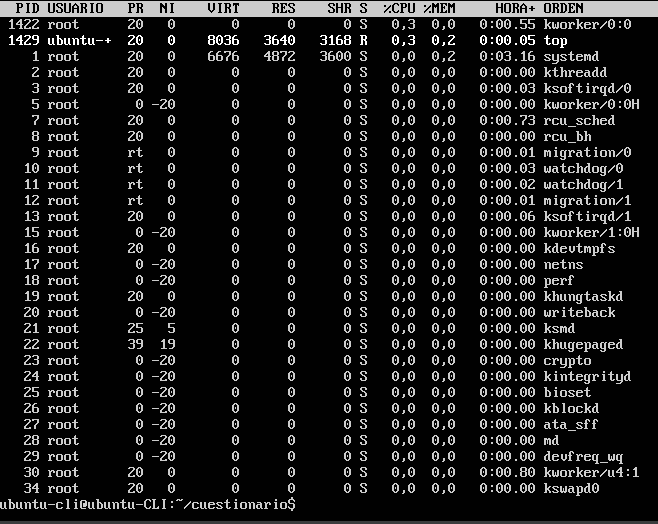 PID USUARIO PR NI VIRT RES SHR S %CPU %MEM HORA+ ORDEN
1422 root 20 0 0 0 0 S 0,3 0,0 0:00.55 kworker/0:0
1429 ubuntu-+ 20 0 8036 3640 3168 R 0,3 0,2 0:00.05 top
1 root 20 0 6676 4872 3600 S 0,0 0,2 0:03.16 systemd
2 root 20 0 0 0 0 S 0,0 0,0 0:00.00 kthreadd
3 root 20 0 0 0 0 S 0,0 0,0 0:00.03 ksoftirqd/0
5 root 0 -20 0 0 0 S 0,0 0,0 0:00.00 kworker/0:0H
7 root 20 0 0 0 0 S 0,0 0,0 0:00.73 rcu_sched
8 root 20 0 0 0 0 S 0,0 0,0 0:00.00 rcu_bh
9 root rt 0 0 0 0 S 0,0 0,0 0:00.01 migration/0
10 root rt 0 0 0 0 S 0,0 0,0 0:00.03 watchdog/0
11 root rt 0 0 0 0 S 0,0 0,0 0:00.02 watchdog/1
12 root rt 0 0 0 0 S 0,0 0,0 0:00.01 migration/1
13 root 20 0 0 0 0 S 0,0 0,0 0:00.06 ksoftirqd/1
15 root 0 -20 0 0 0 S 0,0 0,0 0:00.00 kworker/1:0H
16 root 20 0 0 0 0 S 0,0 0,0 0:00.00 kdevtmpfs
17 root 0 -20 0 0 0 S 0,0 0,0 0:00.00 netns
18 root 0 -20 0 0 0 S 0,0 0,0 0:00.00 perf
19 root 20 0 0 0 0 S 0,0 0,0 0:00.00 khungtaskd
20 root 0 -20 0 0 0 S 0,0 0,0 0:00.00 writeback
21 root 25 5 0 0 0 S 0,0 0,0 0:00.00 ksmd
22 root 39 19 0 0 0 S 0,0 0,0 0:00.00 khugepaged
23 root 0 -20 0 0 0 S 0,0 0,0 0:00.00 crypto
24 root 0 -20 0 0 0 S 0,0 0,0 0:00.00 kintegrityd
25 root 0 -20 0 0 0 S 0,0 0,0 0:00.00 bioset
26 root 0 -20 0 0 0 S 0,0 0,0 0:00.00 kblockd
27 root 0 -20 0 0 0 S 0,0 0,0 0:00.00 ata_sff
28 root 0 -20 0 0 0 S 0,0 0,0 0:00.00 md
29 root 0 -20 0 0 0 S 0,0 0,0 0:00.00 devfreq_wq
30 root 20 0 0 0 0 S 0,0 0,0 0:00.80 kworker/u4:1
34 root 20 0 0 0 0 S 0,0 0,0 0:00.00 kswapd0
ubuntu-cli@ubuntu-CLI:~/cuestionario$